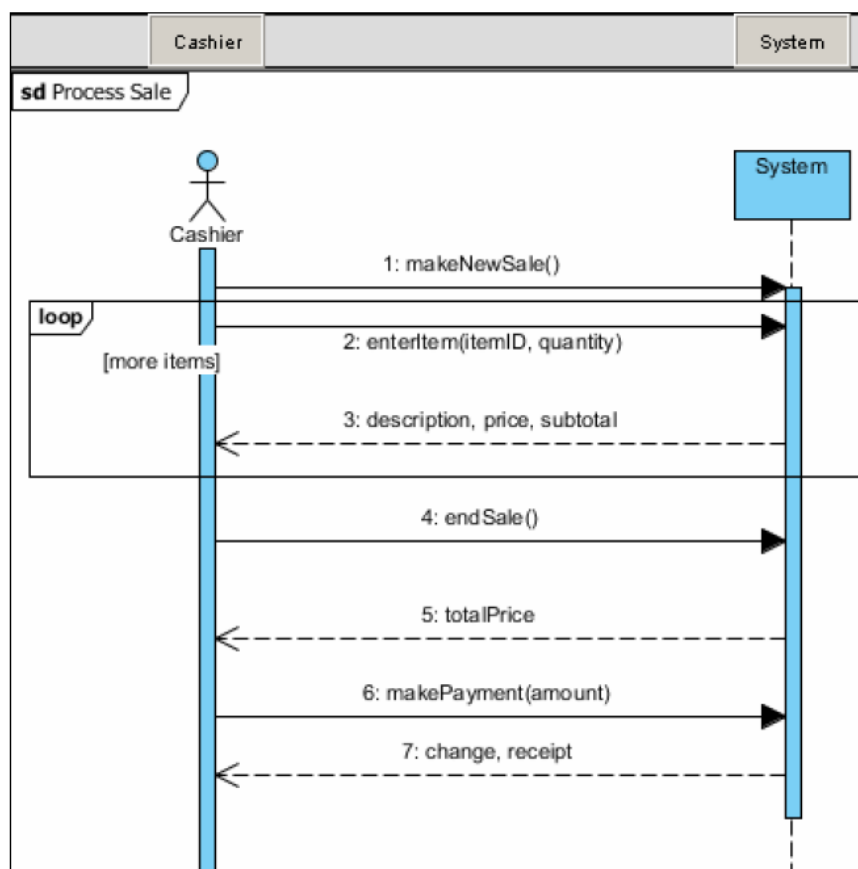 Cashier
System
sd Process Sale
System
Cashier
1: makeNewSale()
loop
2: enterItem(itemID, quantity)
[more items]
3: description, price, subtotal
4: endSale()
5: totalPrice
6: makePayment(amount)
7: change, receipt